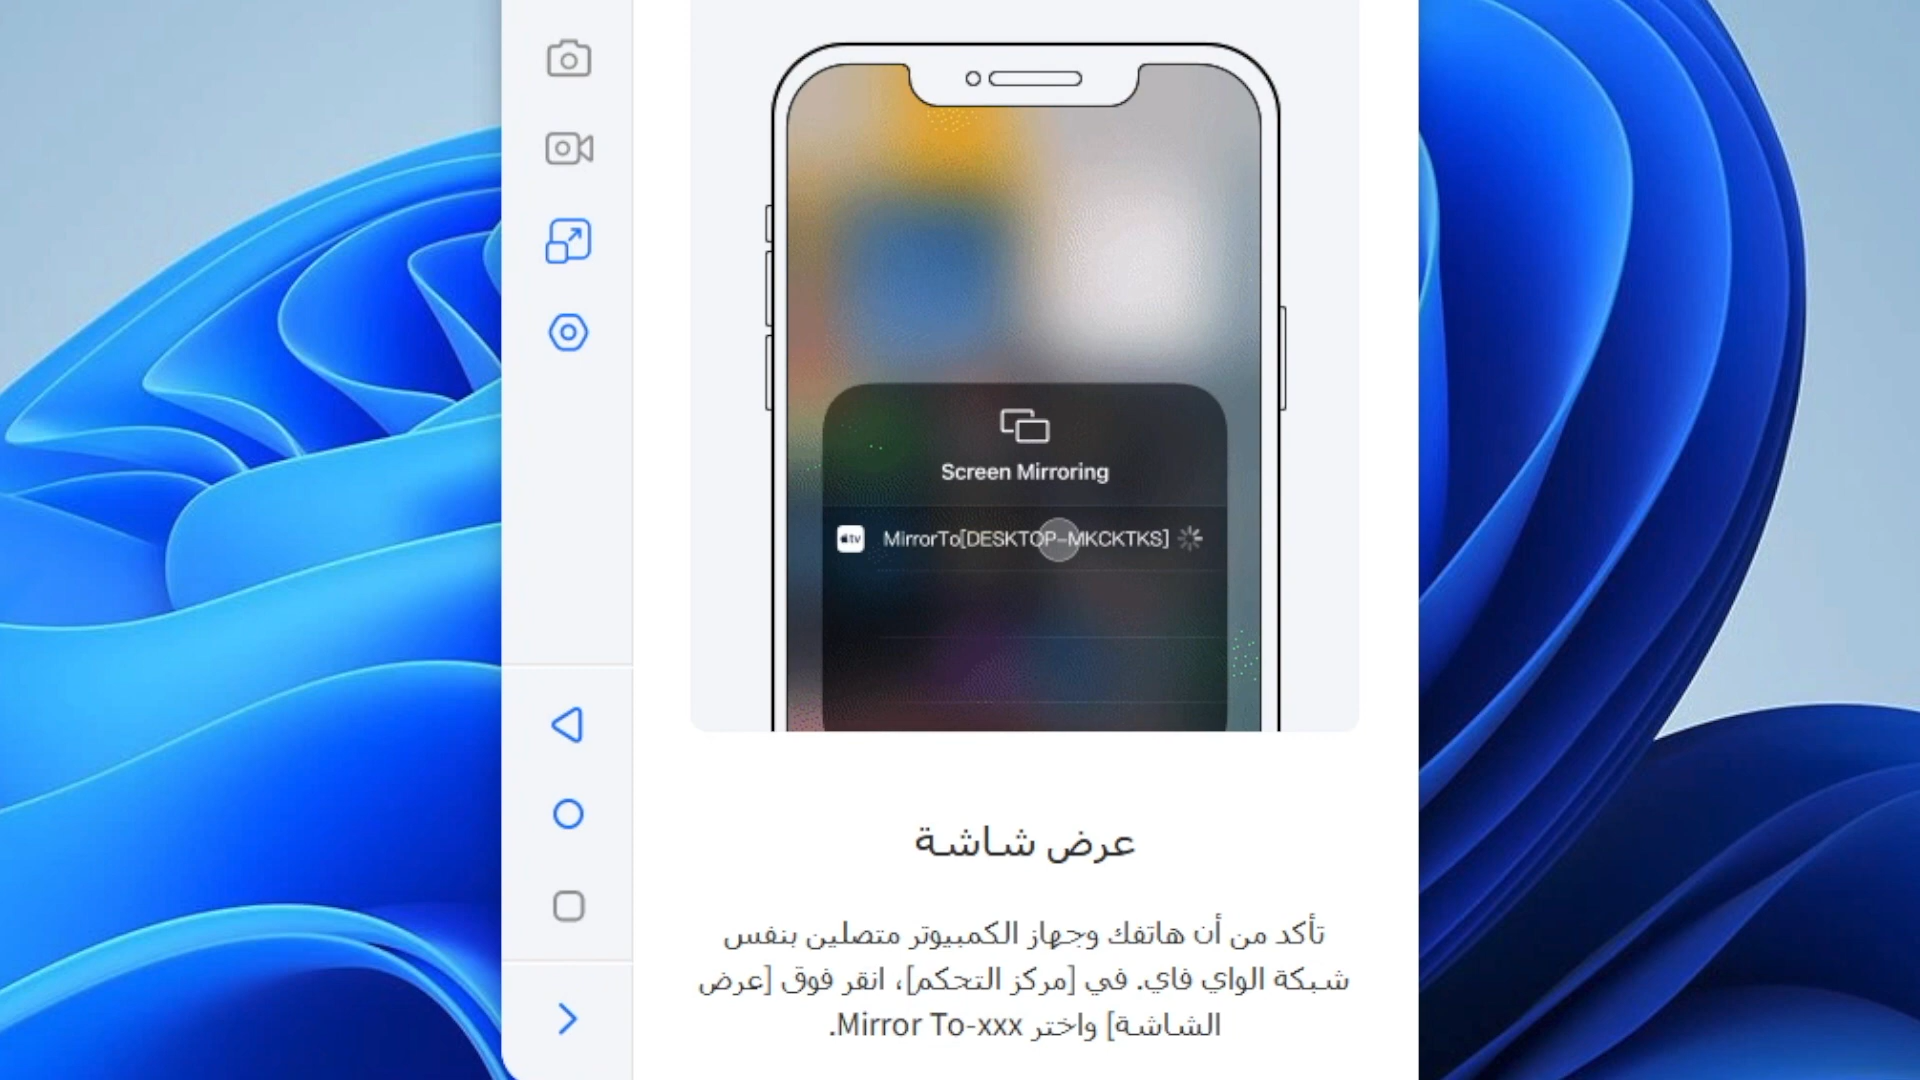 Screen Mirroring
tv MirrorTo[DESKTOP-MKCKTKS]
عرض شاشة
تأكد من أن هاتفك وجهاز الكمبيوتر متصلين بنفس
شبكة الواي فاي. في [مركز التحكم]، انقر فوق [عرض
الشاشة] واختر Mirror To-xxx.